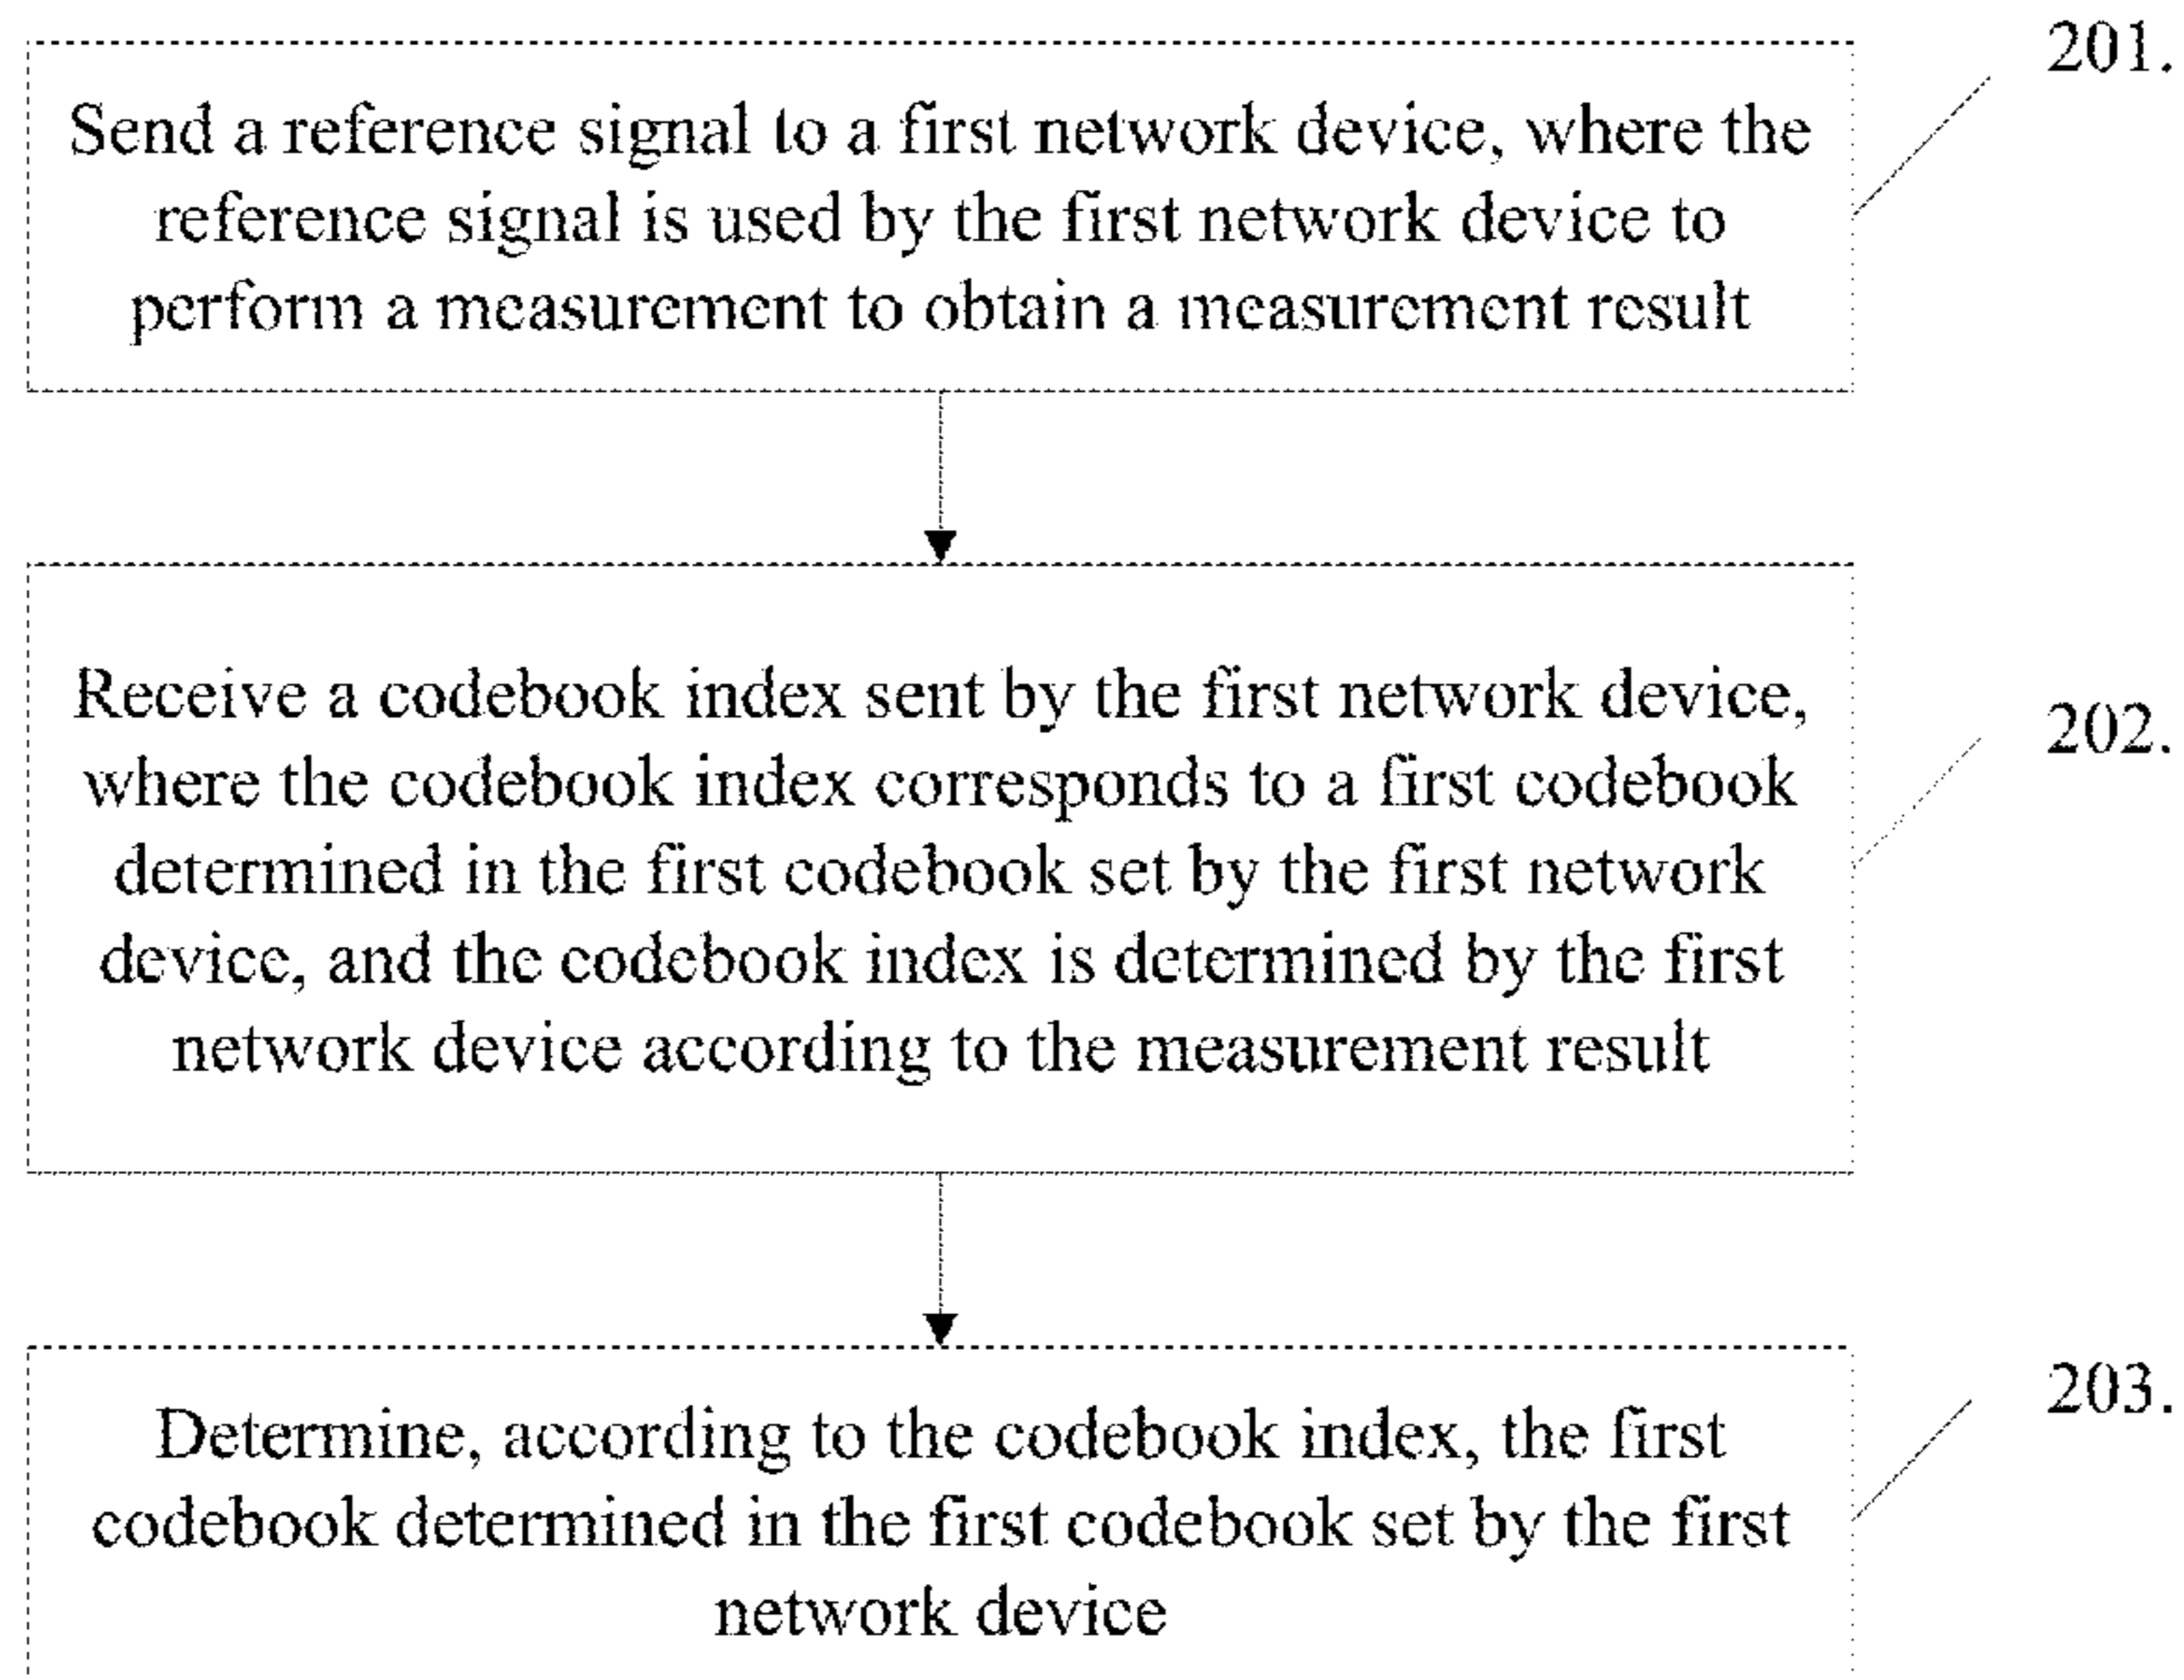 201.
Send a reference signal to a first network device, where the
reference signal is used by the first network device to
perform a measurement to obtain a measurement result
Receive a codebook index sent by the first network device,
where the codebook index corresponds to a first codebook
determined in the first codebook set by the first network
device, and the codebook index is determined by the first
network device according to the measurement result
202.
Determine, according to the codebook index, the first
codebook determined in the first codebook set by the first
network device
203.